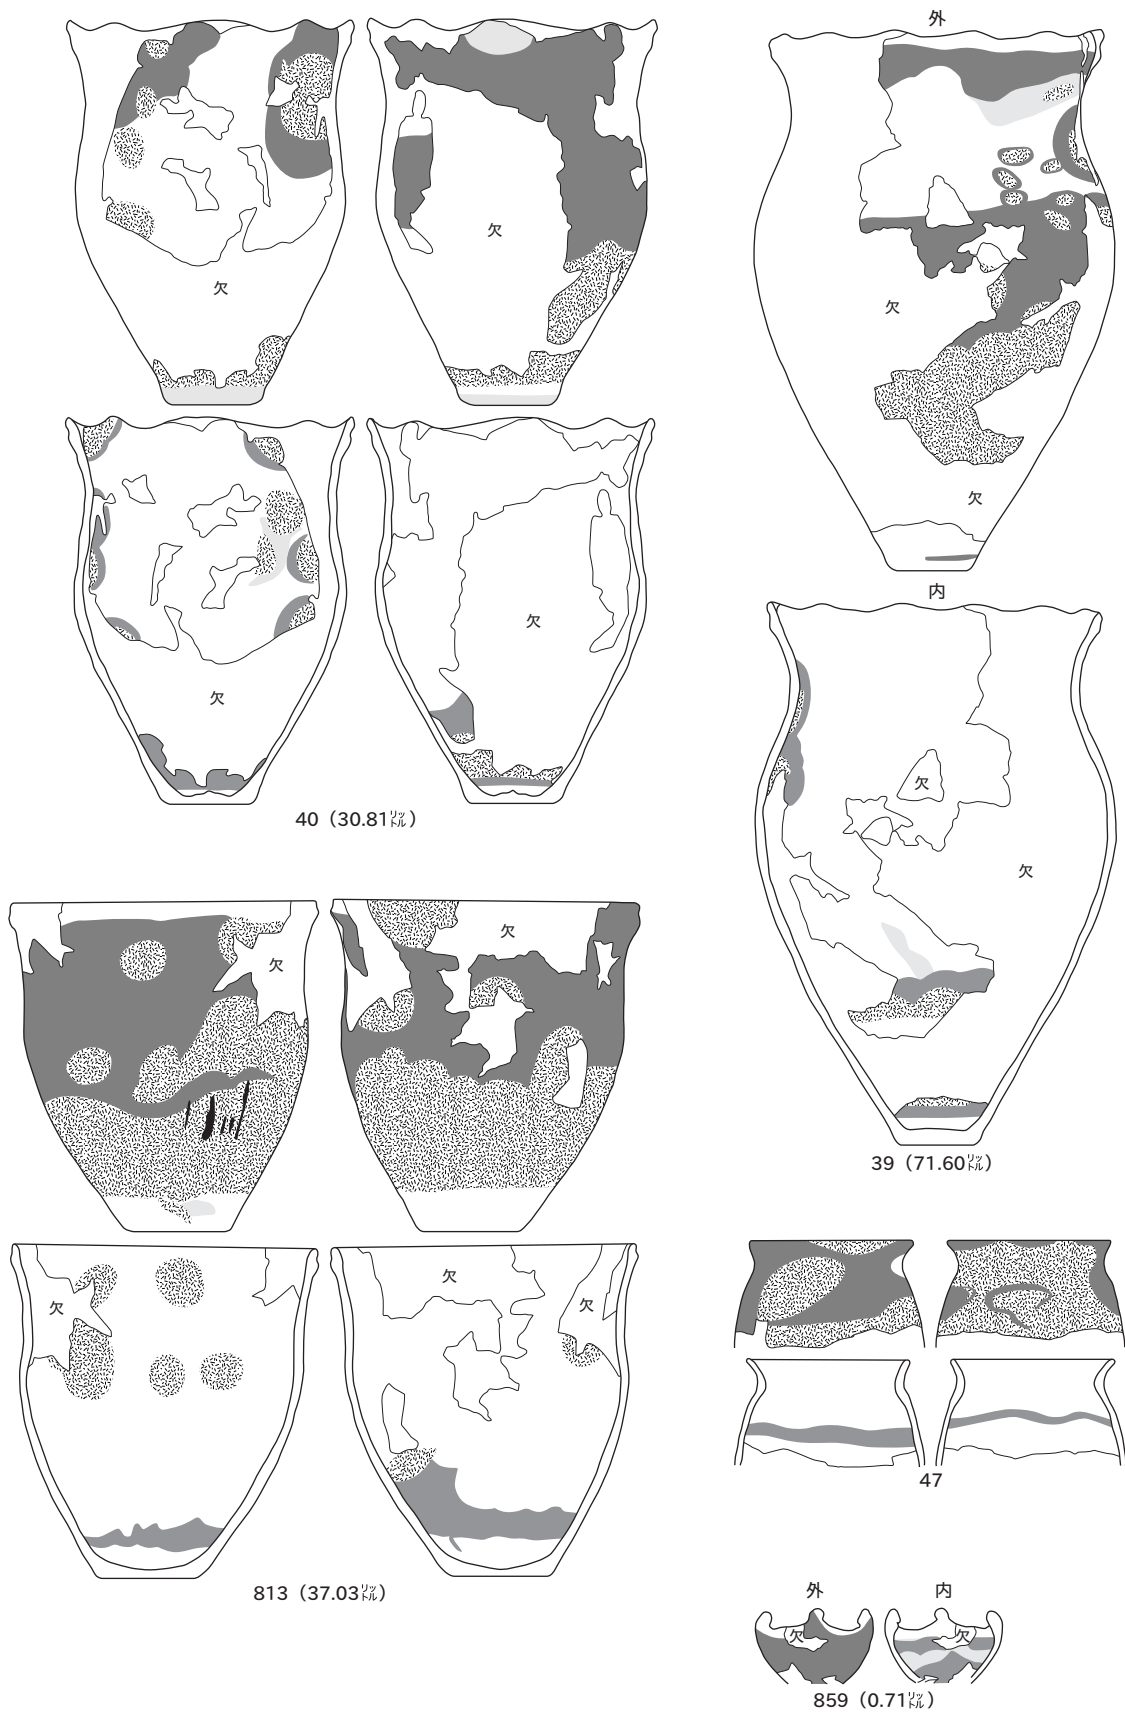 外
欠
欠
欠
欠
内
欠
欠
40（30.81リットル）
欠
欠
欠
欠
39（71.60リットル）
欠
欠
欠
47
813（37.03リットル）
外
内
欠
欠
859（0.71リットル）